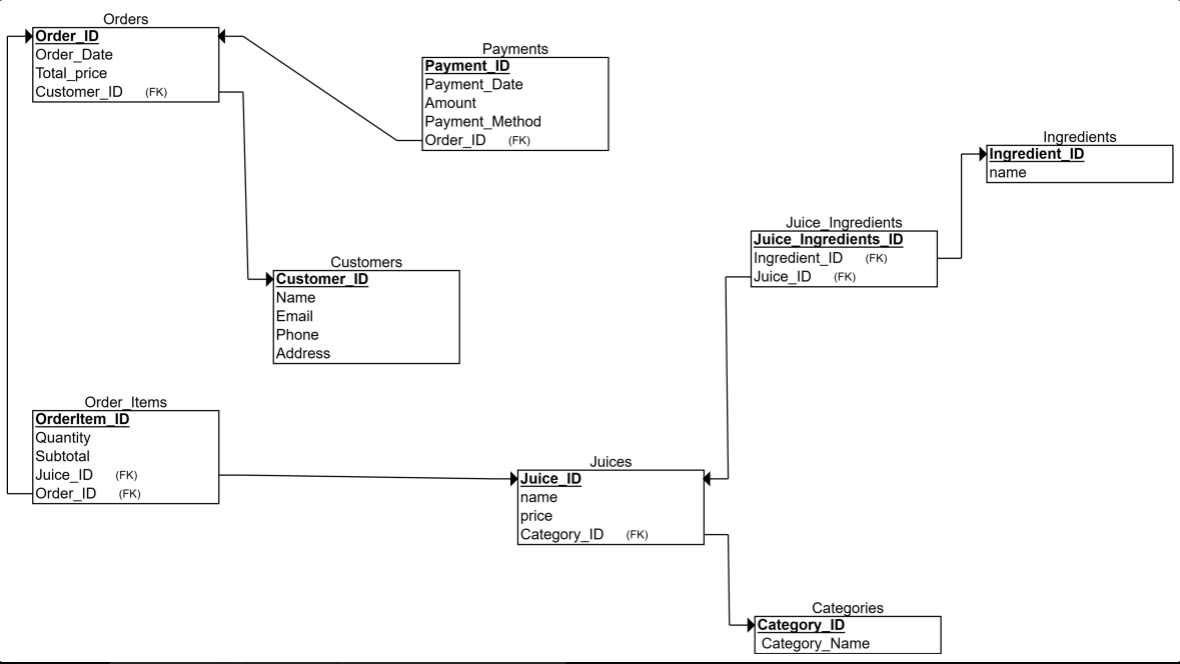 Orders
Order_ID
Order_Date
Total_price
Customer_ID (FK)
Payments
Payment_ID
Payment_Date
Amount
Payment_Method
Order_ID (FK)
Ingredients
Ingredient_ID
name
Juice_Ingredients
Juice_Ingredients_ID
Ingredient_ID (FK)
Juice_ID (FK)
Customers
Customer_ID
Name
Email
Phone
Address
Order_Items
OrderItem_ID
Quantity
Subtotal
Juice_ID (FK)
Order_ID (FK)
Juices
Juice_ID
name
price
Category_ID (FK)
Categories
Category_ID
Category_Name